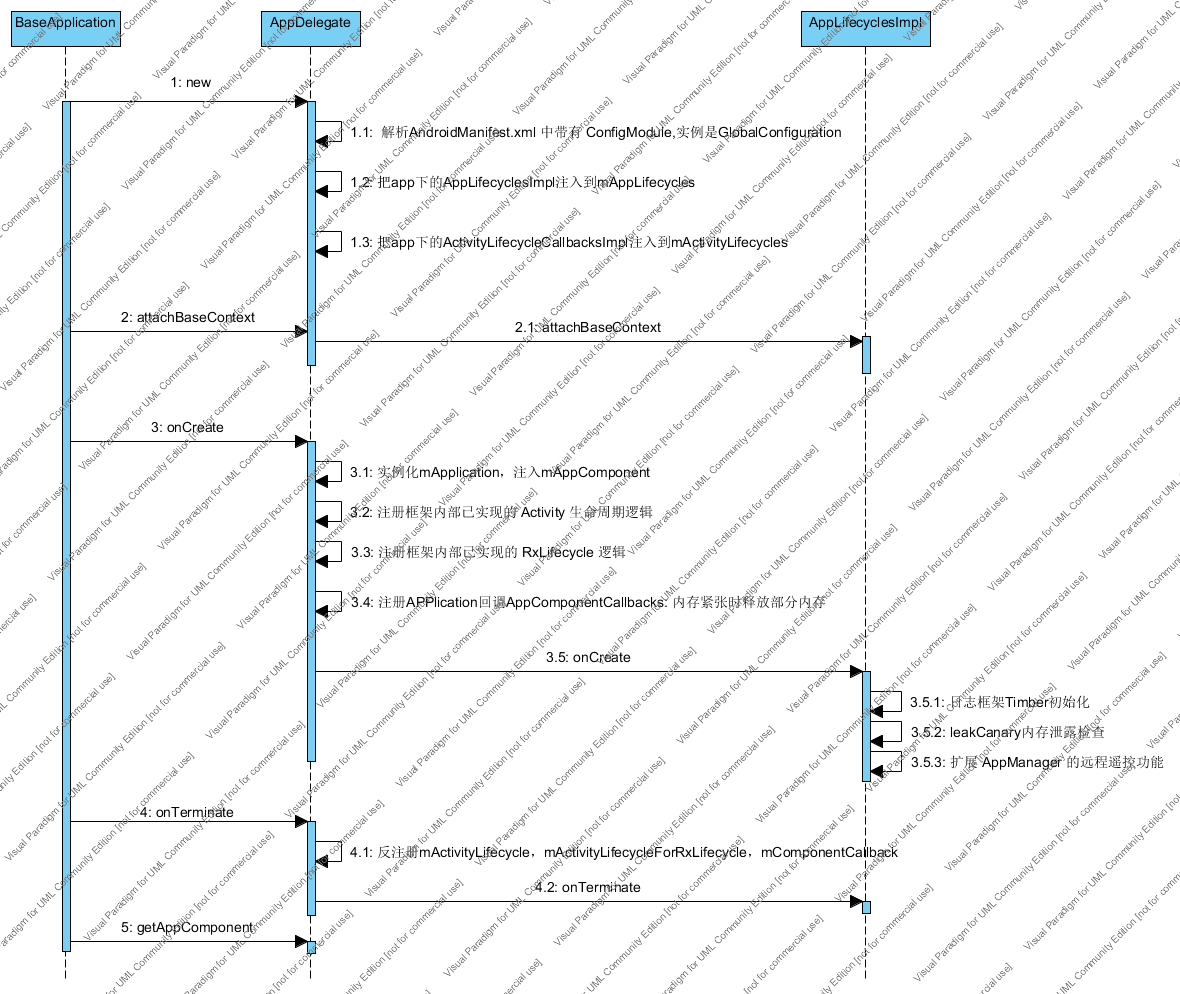 BaseApplication
AppDelegate
AppLifecyclesImpl
1: new
1.1: 解析AndroidManifest.xml 中带有 ConfigModule,实例是GlobalConfiguration
1.2: 把app下的AppLifecyclesImpl注入到mAppLifecycles
1.3: 把app下的ActivityLifecycleCallbacksImpl注入到mActivityLifecycles
2: attachBaseContext
2.1: attachBaseContext
3: onCreate
3.1: 实例化mApplication，注入mAppComponent
3.2: 注册框架内部已实现的 Activity 生命周期逻辑
3.3: 注册框架内部已实现的 RxLifecycle 逻辑
3.4: 注册APPlication回调AppComponentCallbacks: 内存紧张时释放部分内存
3.5: onCreate
3.5.1: 日志框架Timber初始化
3.5.2: leakCanary内存泄露检查
3.5.3: 扩展 AppManager 的远程遥控功能
4: onTerminate
4.1: 反注册mActivityLifecycle，mActivityLifecycleForRxLifecycle，mComponentCallback
4.2: onTerminate
5: getAppComponent
Visual Paradigm for UML Community Edition [not for commercial use]